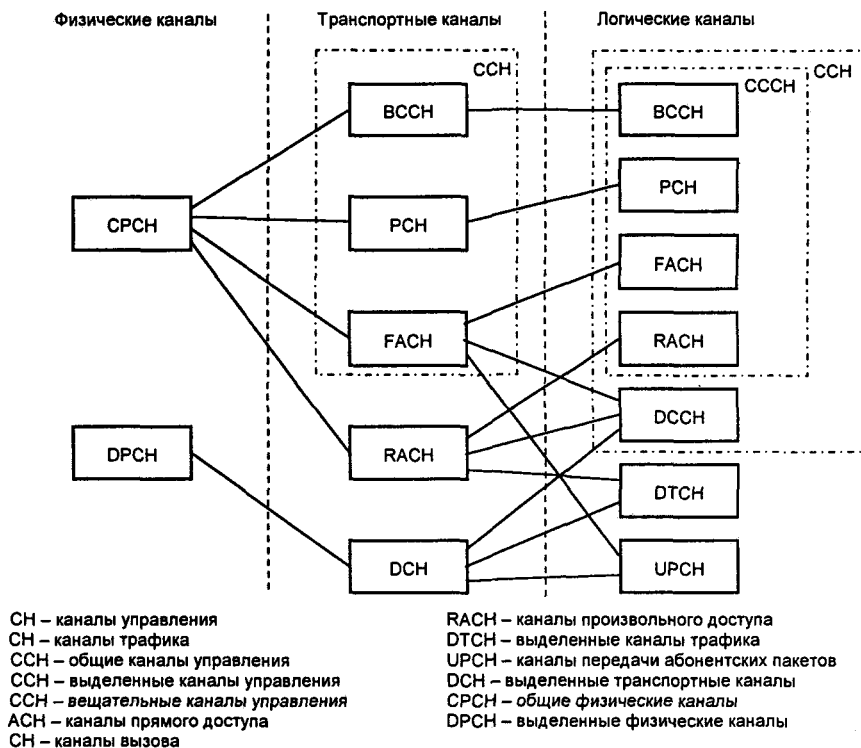 Физические каналы
Транспортные каналы
Логические каналы
CCH
CCH
CCCH
BCCH
BCCH
CPCH
PCH
PCH
FACH
FACH
RACH
DPCH
RACH
DCCH
DTCH
DCH
UPCH
CH – каналы управления
CH – каналы трафика
CCH – общие каналы управления
CCH – выделенные каналы управления
CCH – вещательные каналы управления
ACH – каналы прямого доступа
CH – каналы вызова
RACH – каналы произвольного доступа
DTCH – выделенные каналы трафика
UPCH – каналы передачи абонентских пакетов
DCH – выделенные транспортные каналы
CPCH – общие физические каналы
DPCH – выделенные физические каналы